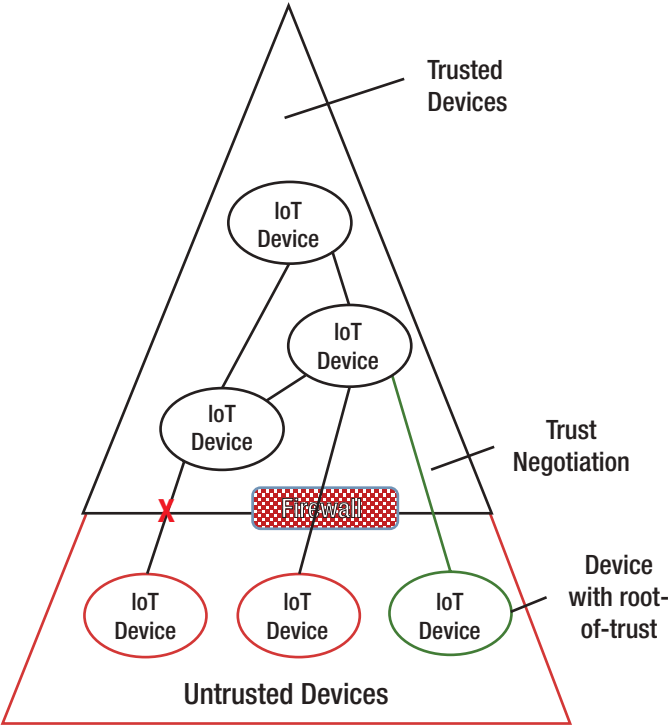 Trusted
Devices
IoT
Device
IoT
Device
IoT
Device
Trust
Negotiation
X
Firewall
IoT
Device
IoT
Device
IoT
Device
Device
with root-
of-trust
Untrusted Devices